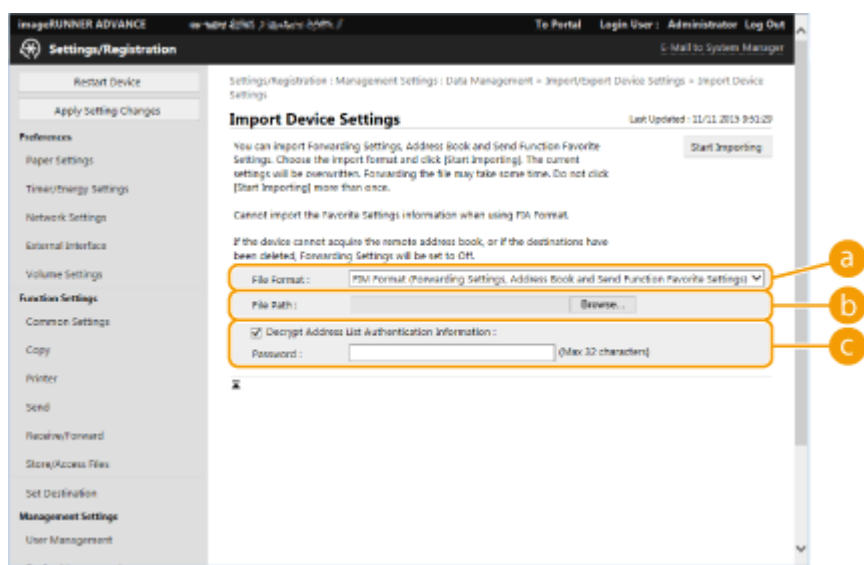 imageRUNNER ADVANCE
To Portal Login User : Administrator Log Out
Settings/Registration
E-Mail to System Manager
Restart Device
Apply Setting Changes
Preferences
Paper Settings
Timer/Energy Settings
Network Settings
External Interface
Volume Settings
Function Settings
Common Settings
Copy
Printer
Send
Receive/Forward
Store/Access Files
Set Destination
Management Settings
User Management
Settings/Registration : Management Settings : Data Management > Import/Export Device Settings > Import Device
Settings
Import Device Settings
Last Updated : 11/11 2015 9:51:29
You can import Forwarding Settings, Address Book and Send Function Favorite
Settings. Choose the import format and click [Start Importing]. The current
settings will be overwritten. Forwarding the file may take some time. Do not click
[Start Importing] more than once.
Start Importing
Cannot import the Favorite Settings information when using FIA Format.
If the device cannot acquire the remote address book, or if the destinations have
been deleted, Forwarding Settings will be set to Off.
File Format : FIM Format (Forwarding Settings, Address Book and Send Function Favorite Settings)
a
File Path : Browse...
b
Decrypt Address List Authentication Information :
Password : (Max 32 characters)
c